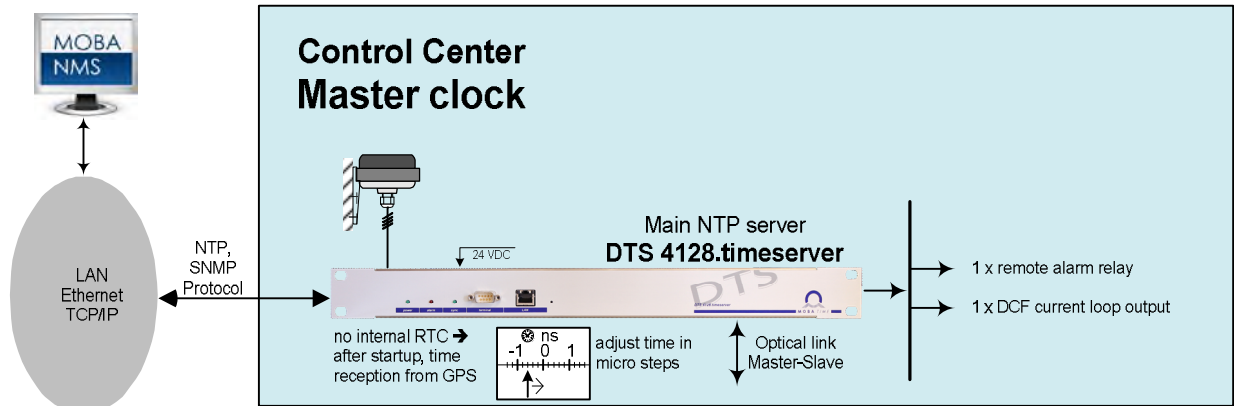 MOBA
NMS
Control Center
Master clock
Main NTP server
DTS 4128.timeserver
24 VDC
NTP,
SNMP
Protocol
LAN
Ethernet
TCP/IP
DTS
MOBATIME
1 x remote alarm relay
1 x DCF current loop output
no internal RTC ➔
after startup, time
reception from GPS
ns
-1 0 1
adjust time in
micro steps
Optical link
Master-Slave